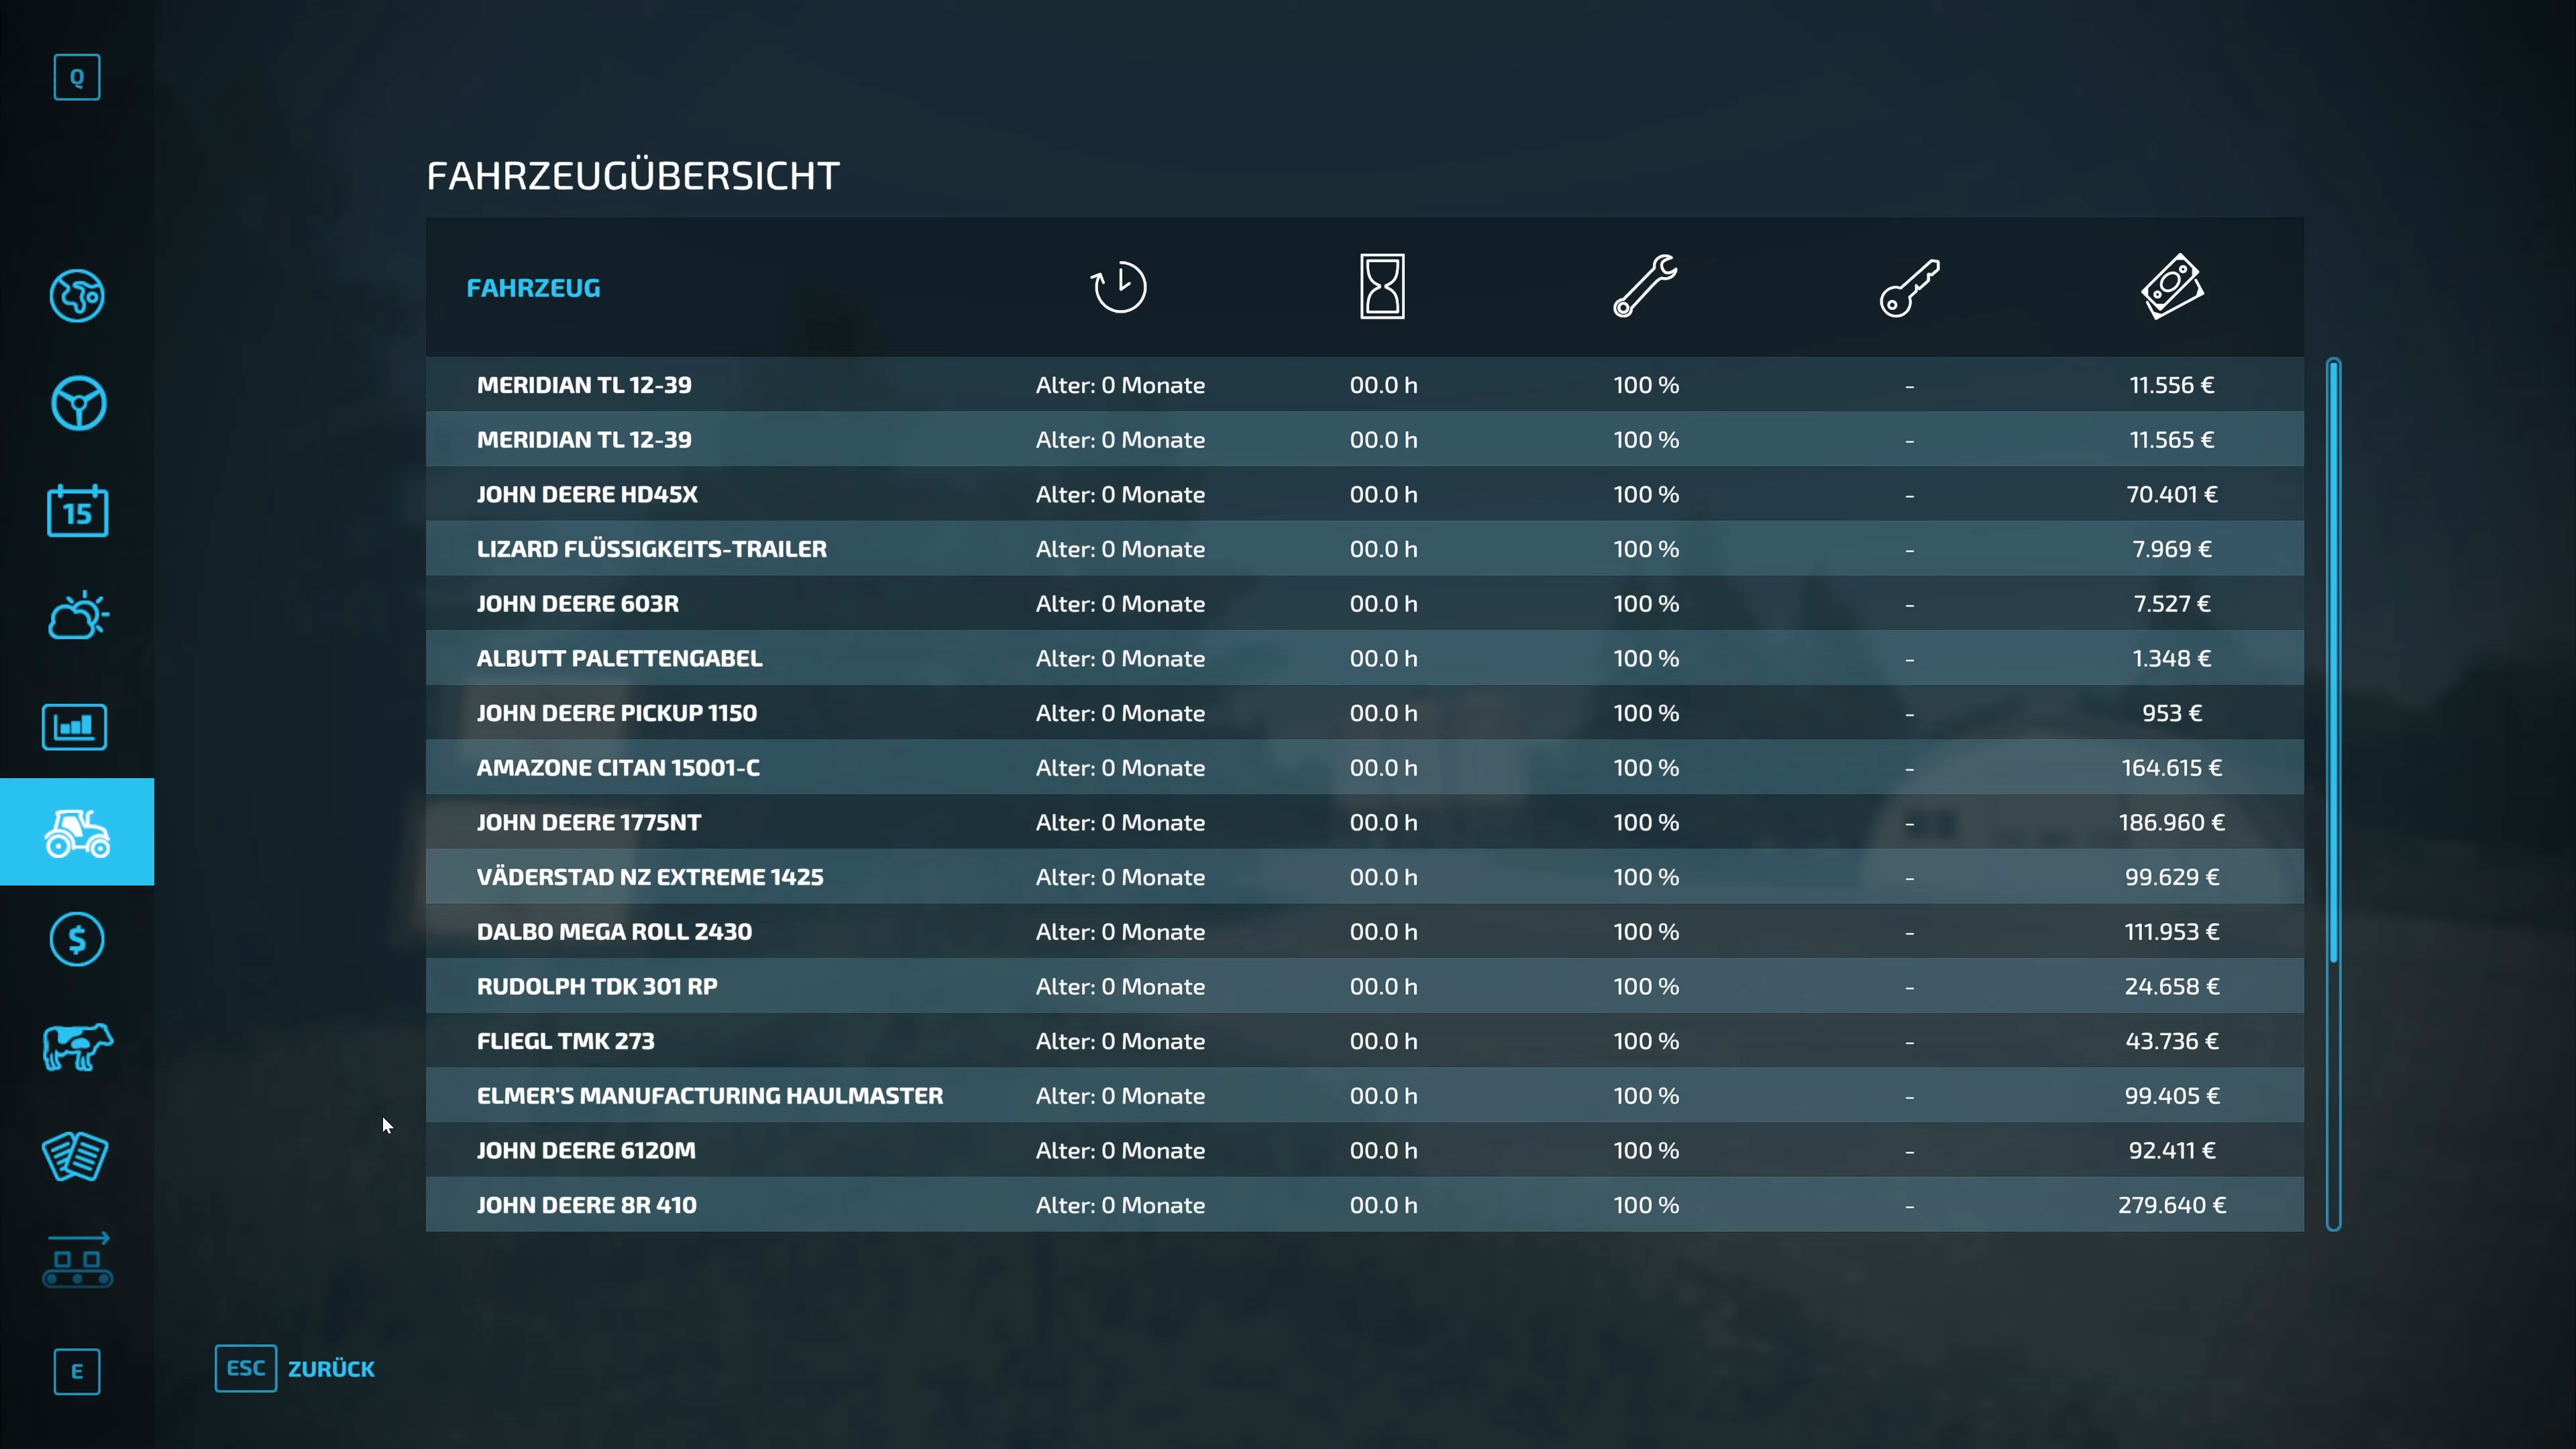 Q
FAHRZEUGÜBERSICHT
FAHRZEUG
MERIDIAN TL 12-39 Alter: 0 Monate 00.0 h 100 % - 11.556 €
MERIDIAN TL 12-39 Alter: 0 Monate 00.0 h 100 % - 11.565 €
JOHN DEERE HD45X Alter: 0 Monate 00.0 h 100 % - 70.401 €
15
LIZARD FLÜSSIGKEITS-TRAILER Alter: 0 Monate 00.0 h 100 % - 7.969 €
JOHN DEERE 603R Alter: 0 Monate 00.0 h 100 % - 7.527 €
ALBUTT PALETTENGABEL Alter: 0 Monate 00.0 h 100 % - 1.348 €
JOHN DEERE PICKUP 1150 Alter: 0 Monate 00.0 h 100 % - 953 €
AMAZONE CITAN 15001-C Alter: 0 Monate 00.0 h 100 % - 164.615 €
JOHN DEERE 1775NT Alter: 0 Monate 00.0 h 100 % - 186.960 €
VÄDERSTAD NZ EXTREME 1425 Alter: 0 Monate 00.0 h 100 % - 99.629 €
DALBO MEGA ROLL 2430 Alter: 0 Monate 00.0 h 100 % - 111.953 €
$
RUDOLPH TDK 301 RP Alter: 0 Monate 00.0 h 100 % - 24.658 €
FLIEGL TMK 273 Alter: 0 Monate 00.0 h 100 % - 43.736 €
ELMER'S MANUFACTURING HAULMASTER Alter: 0 Monate 00.0 h 100 % - 99.405 €
JOHN DEERE 6120M Alter: 0 Monate 00.0 h 100 % - 92.411 €
JOHN DEERE 8R 410 Alter: 0 Monate 00.0 h 100 % - 279.640 €
E
ESC ZURÜCK